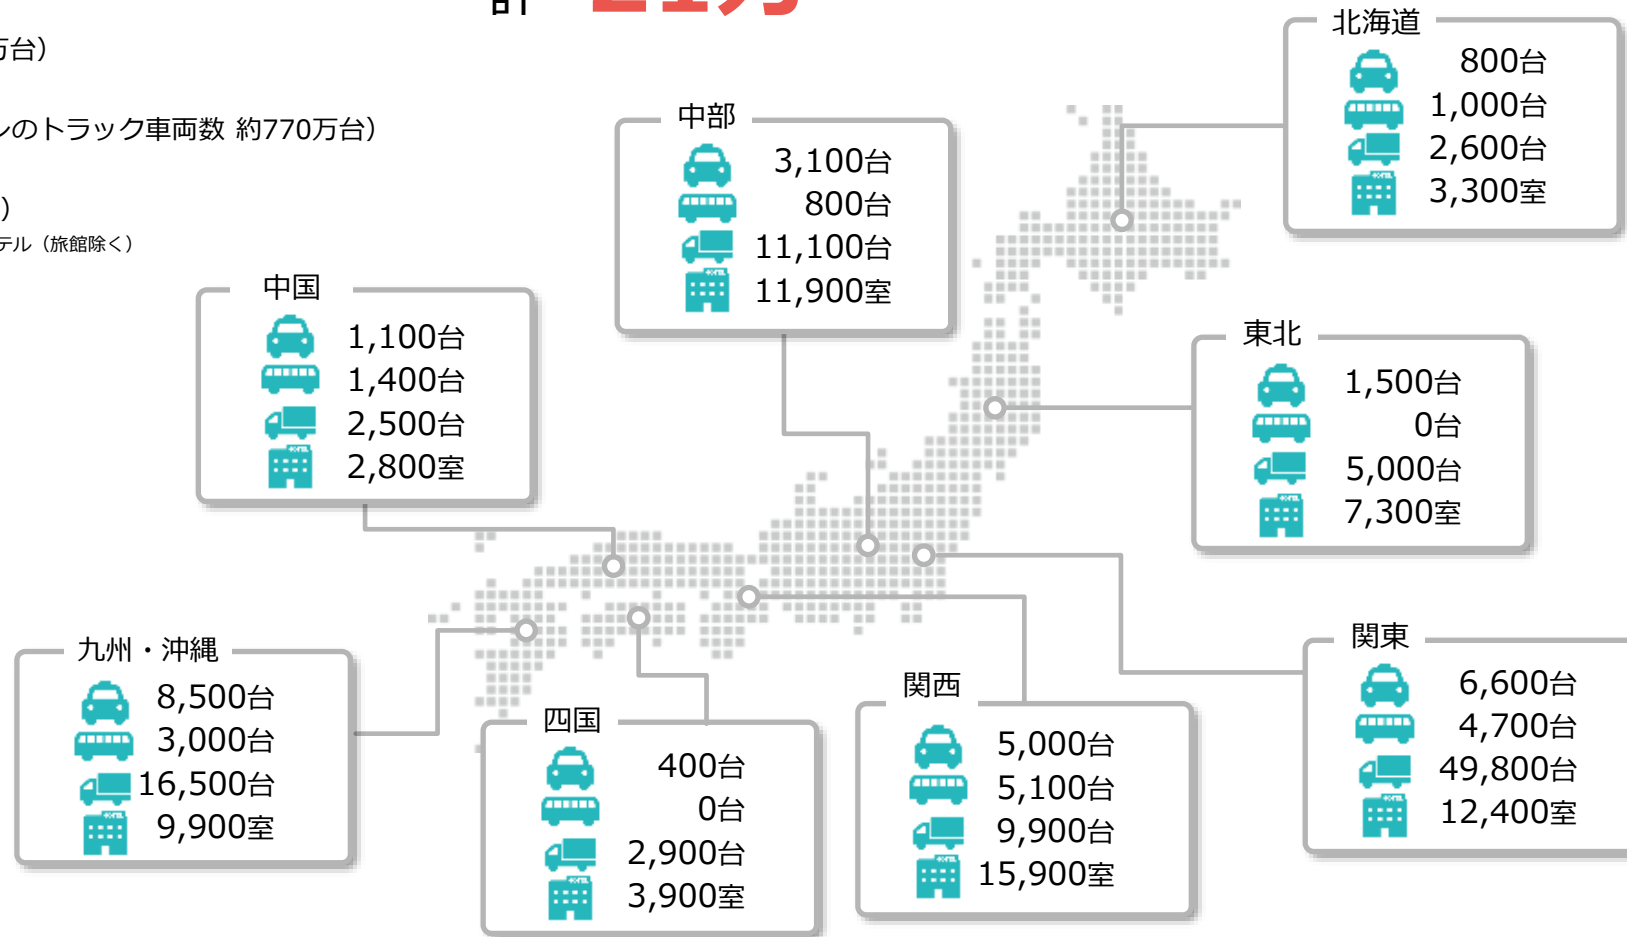 計 21万
万台）
ンのトラック車両数 約770万台）
）
テル（旅館除く）
北海道
800台
1,000台
2,600台
3,300室
中部
3,100台
800台
11,100台
11,900室
中国
1,100台
1,400台
2,500台
2,800室
東北
1,500台
0台
5,000台
7,300室
九州・沖縄
8,500台
3,000台
16,500台
9,900室
四国
400台
0台
2,900台
3,900室
関西
5,000台
5,100台
9,900台
15,900室
関東
6,600台
4,700台
49,800台
12,400室